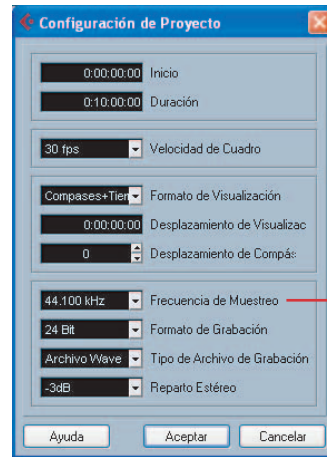 Configuración de Proyecto
0:00:00:00 Inicio
0:10:00:00 Duración
30 fps Velocidad de Cuadro
Compases+Tier Formato de Visualización
0:00:00:00 Desplazamiento de Visualizac
0 Desplazamiento de Compás
44.100 kHz Frecuencia de Muestreo
24 Bit Formato de Grabación
Archivo Wave Tipo de Archivo de Grabación
-3dB Reparto Estéreo
Ayuda Aceptar Cancelar